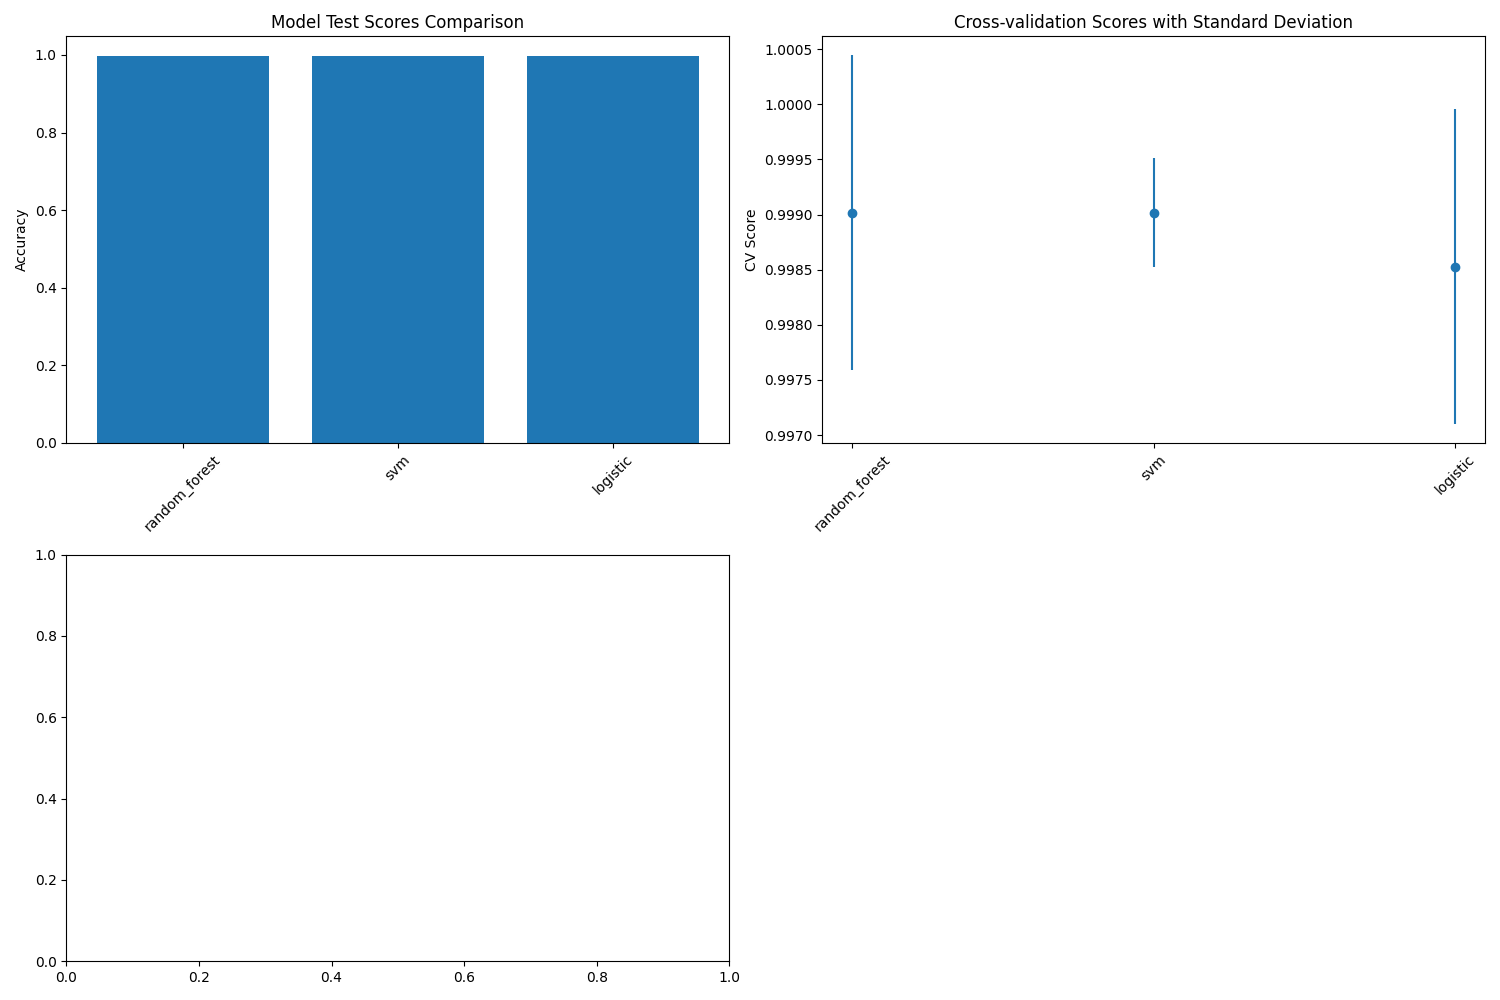 Model Test Scores Comparison
Accuracy
1.0
0.8
0.6
0.4
0.2
0.0
random_forest
svm
logistic
Cross-validation Scores with Standard Deviation
CV Score
1.0005
1.0000
0.9995
0.9990
0.9985
0.9980
0.9975
0.9970
random_forest
svm
logistic
1.0
0.8
0.6
0.4
0.2
0.0
0.0 0.2 0.4 0.6 0.8 1.0